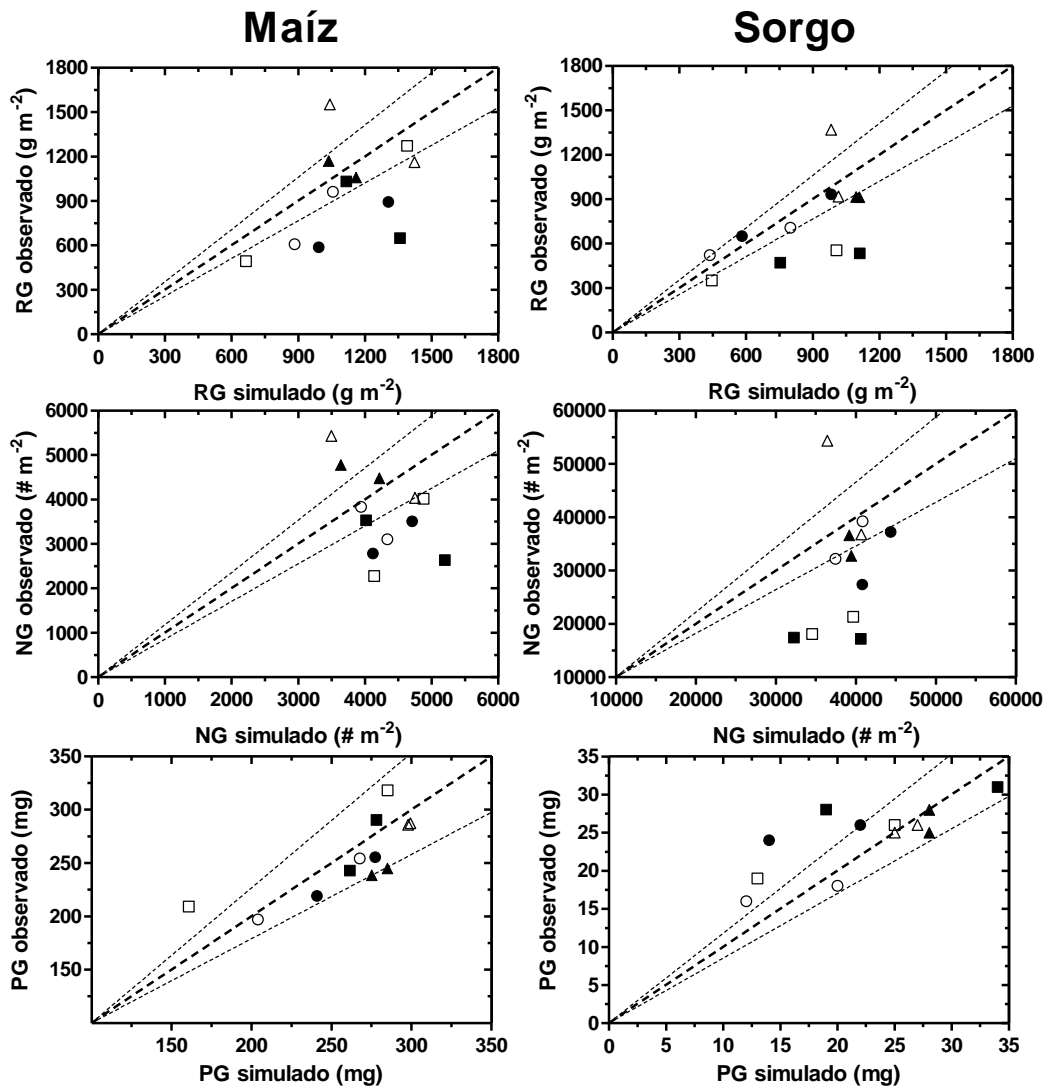 Maíz Sorgo
1800 1800
1500 1500
1200 1200
900 900
600 600
300 300
0 0
RG observado (g m-2) RG observado (g m-2)
0 300 600 900 1200 1500 1800 0 300 600 900 1200 1500 1800
RG simulado (g m-2) RG simulado (g m-2)
6000 60000
5000 50000
4000 40000
3000 30000
2000 20000
1000
0 10000
NG observado (# m-2) NG observado (# m-2)
0 1000 2000 3000 4000 5000 6000 10000 20000 30000 40000 50000 60000
NG simulado (# m-2) NG simulado (# m-2)
350 35
300 30
250 25
200 20
150 15
10
5
0
PG observado (mg) PG observado (mg)
150 200 250 300 350 0 5 10 15 20 25 30 35
PG simulado (mg) PG simulado (mg)